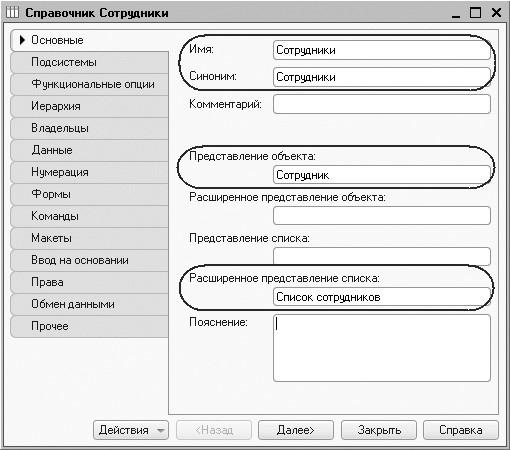 Справочник Сотрудники
Основные
Подсистемы
Функциональные опции
Иерархия
Владельцы
Данные
Нумерация
Формы
Команды
Макеты
Ввод на основании
Права
Обмен данными
Прочее
Имя: Сотрудники
Синоним: Сотрудники
Комментарий:
Представление объекта:
Сотрудник
Расширенное представление объекта:
Представление списка:
Расширенное представление списка:
Список сотрудников
Пояснение:
Действия <Назад Далее> Закрыть Справка